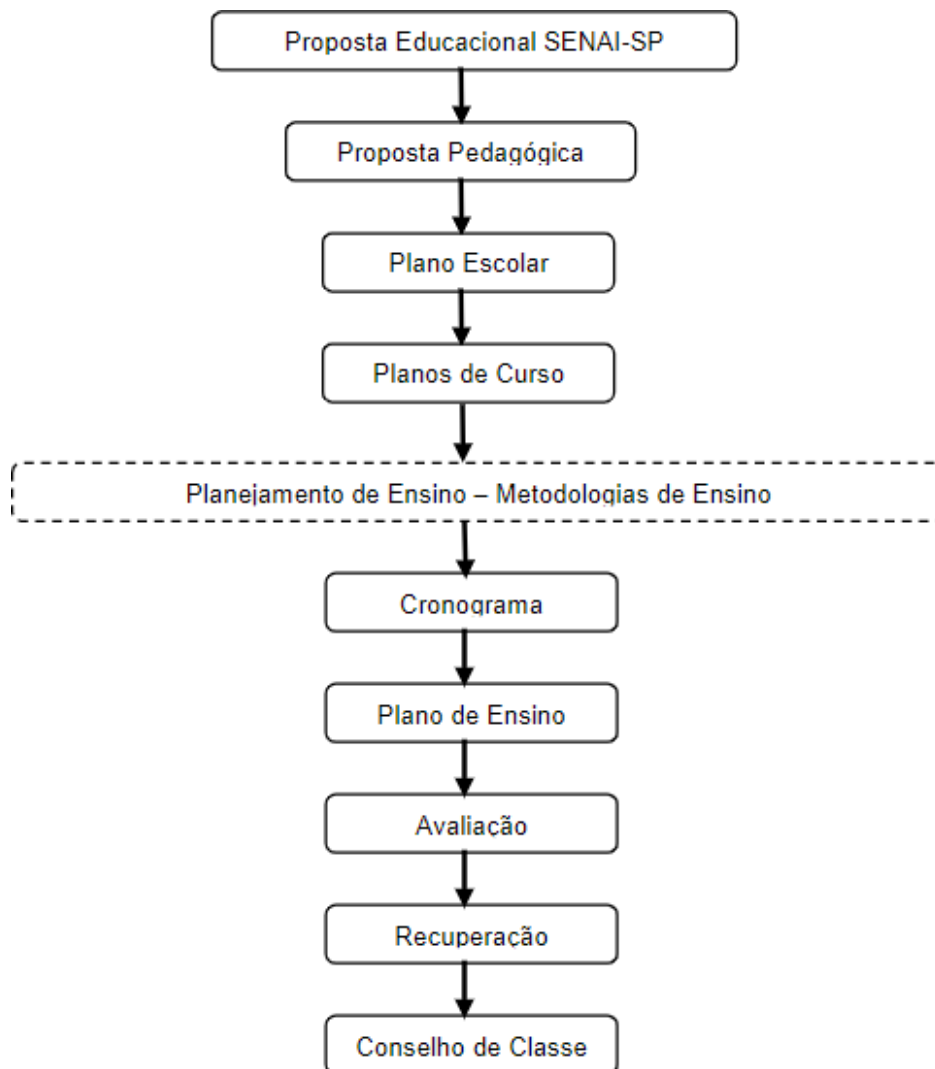 Proposta Educacional SENAI-SP
Proposta Pedagógica
Plano Escolar
Planos de Curso
Planejamento de Ensino – Metodologias de Ensino
Cronograma
Plano de Ensino
Avaliação
Recuperação
Conselho de Classe